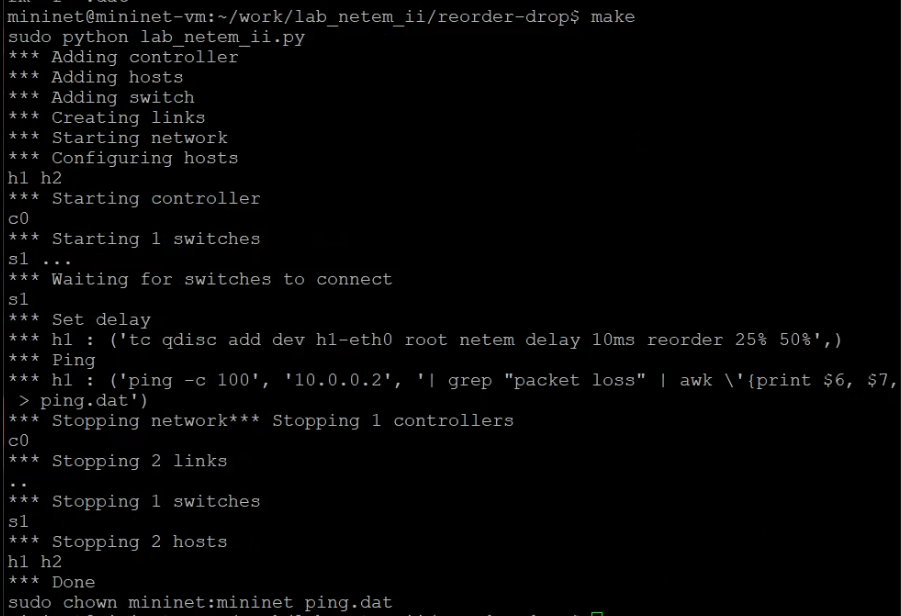 mininet@mininet-vm:~/work/lab_netem_ii/reorder-drop$ make
sudo python lab_netem_ii.py
*** Adding controller
*** Adding hosts
*** Adding switch
*** Creating links
*** Starting network
*** Configuring hosts
h1 h2
*** Starting controller
c0
*** Starting 1 switches
s1 ...
*** Waiting for switches to connect
s1
*** Set delay
*** h1 : ('tc qdisc add dev h1-eth0 root netem delay 10ms reorder 25% 50%',)
*** Ping
*** h1 : ('ping -c 100', '10.0.0.2', '| grep "packet loss" | awk \'{print $6, $7,
> ping.dat')
*** Stopping network*** Stopping 1 controllers
c0
*** Stopping 2 links
..
*** Stopping 1 switches
s1
*** Stopping 2 hosts
h1 h2
*** Done
sudo chown mininet:mininet ping.dat